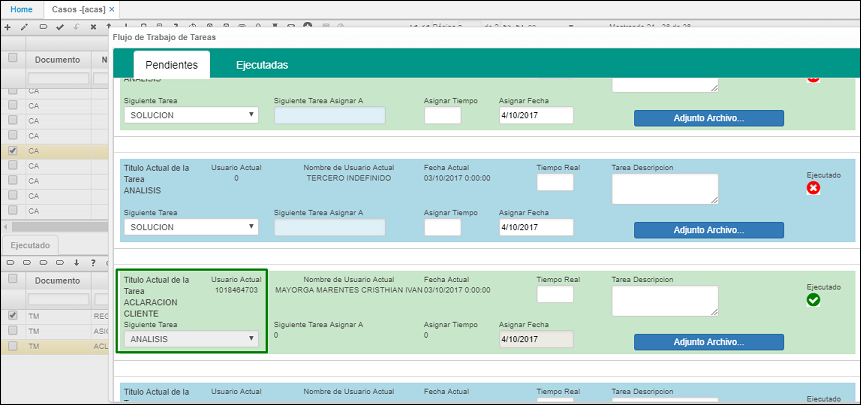 Home
Casos -[acas] X
Flujo de Trabajo de Tareas
Pendientes Ejecutadas
Documento N
CA
CA
CA
CA
CA
CA
CA
CA
CA
ANALISIS
Siguiente Tarea Siguiente Tarea Asignar A Asignar Tiempo Asignar Fecha
SOLUCION 4/10/2017 Adjunto Archivo...
Titulo Actual de la Tarea Usuario Actual Nombre de Usuario Actual Fecha Actual Tiempo Real Tarea Descripcion Ejecutado
ANALISIS 0 TERCERO INDEFINIDO 03/10/2017 0:00:00
Siguiente Tarea Siguiente Tarea Asignar A Asignar Tiempo Asignar Fecha
SOLUCION 4/10/2017 Adjunto Archivo...
Ejecutado
Documento
TM REG
TM ASI
TM ACL
Titulo Actual de la Tarea Usuario Actual Nombre de Usuario Actual Fecha Actual Tiempo Real Tarea Descripcion Ejecutado
ACLARACION CLIENTE 1018464703 MAYORGA MARENTES CRISTHIAN IVAN 03/10/2017 0:00:00
Siguiente Tarea Siguiente Tarea Asignar A Asignar Tiempo Asignar Fecha
ANALISIS 0 0 4/10/2017 Adjunto Archivo...
Titulo Actual de la Usuario Actual Nombre de Usuario Actual Fecha Actual Tiempo Real Tarea Descripcion Ejecutado